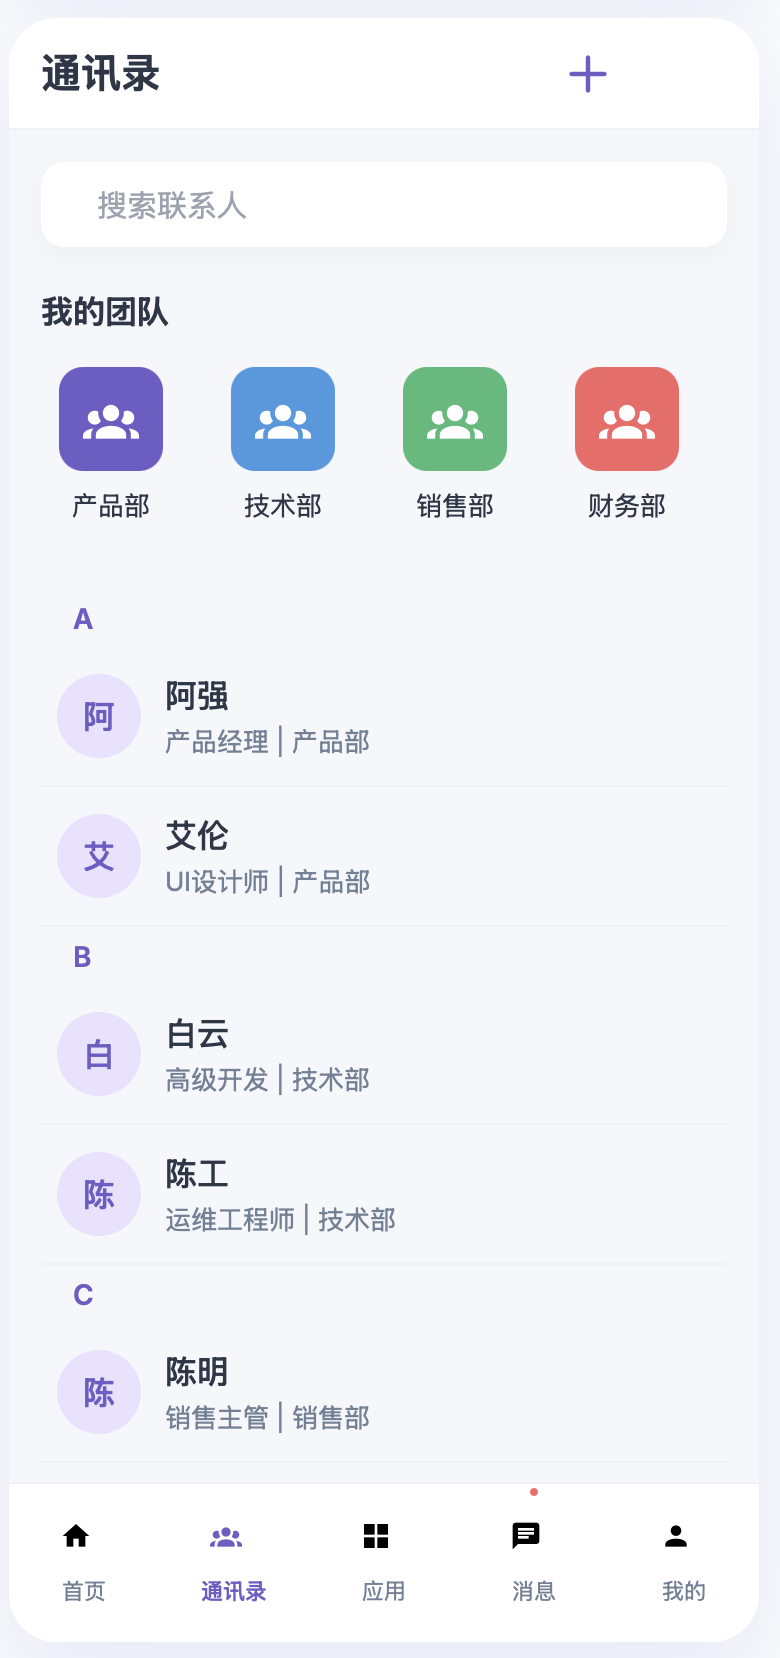 通讯录
搜索联系人
我的团队
产品部 技术部 销售部 财务部
A
阿
阿强
产品经理 | 产品部
艾
艾伦
UI设计师 | 产品部
B
白
白云
高级开发 | 技术部
陈
陈工
运维工程师 | 技术部
C
陈
陈明
销售主管 | 销售部
首页 通讯录 应用 消息 我的